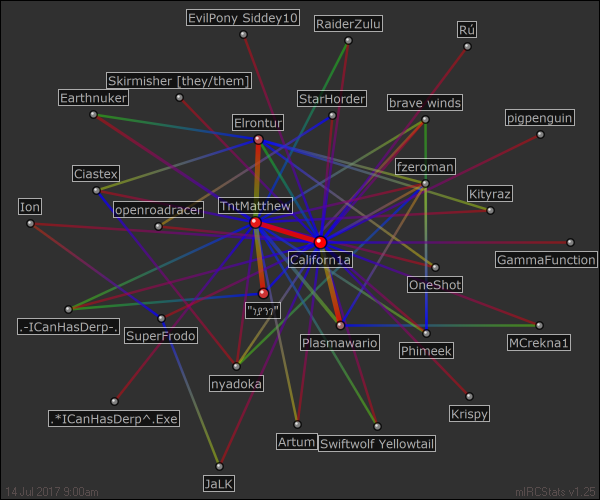 EvilPony Siddey10
RaiderZulu
Rú
Skirmisher [they/them]
Earthnuker
StarHorder
brave winds
Elrontur
pigpenguin
fzeroman
Ciastex
Kityraz
Ion
openroadracer
TntMatthew
Californ1a
GammaFunction
OneShot
.-ICanHasDerp-.
SuperFrodo
Plasmawario
Phimeek
MCrekna1
nyadoka
.*ICanHasDerp^.Exe
Krispy
Artum
Swiftwolf Yellowtail
JaLK
14 Jul 2017 9:00am
mIRCStats v1.25